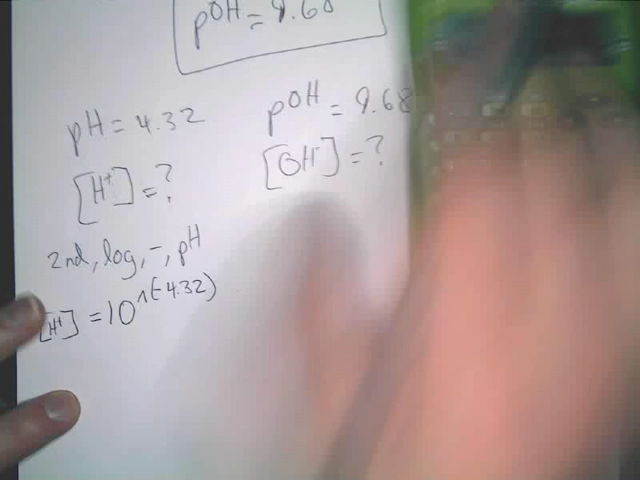 pOH = 9.68
pH = 4.32
[H⁺] = ?
2nd, log, -, pH
[H⁺] = 10^(-4.32)
pOH = 9.68
[OH⁻] = ?